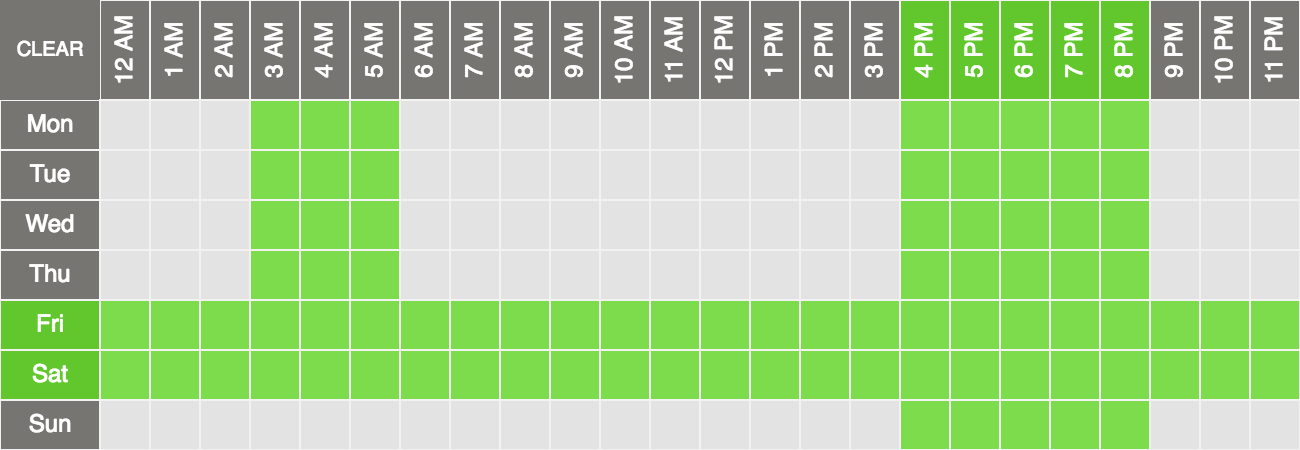 CLEAR 12 AM 1 AM 2 AM 3 AM 4 AM 5 AM 6 AM 7 AM 8 AM 9 AM 10 AM 11 AM 12 PM 1 PM 2 PM 3 PM 4 PM 5 PM 6 PM 7 PM 8 PM 9 PM 10 PM 11 PM
Mon
Tue
Wed
Thu
Fri
Sat
Sun